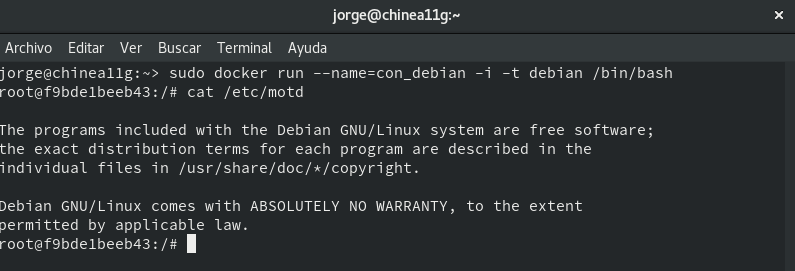 jorge@chinea11g:~
×
Archivo Editar Ver Buscar Terminal Ayuda
jorge@chinea11g:~> sudo docker run --name=con_debian -i -t debian /bin/bash
root@f9bde1beeb43:/# cat /etc/motd
The programs included with the Debian GNU/Linux system are free software;
the exact distribution terms for each program are described in the
individual files in /usr/share/doc/*/copyright.
Debian GNU/Linux comes with ABSOLUTELY NO WARRANTY, to the extent
permitted by applicable law.
root@f9bde1beeb43:/#